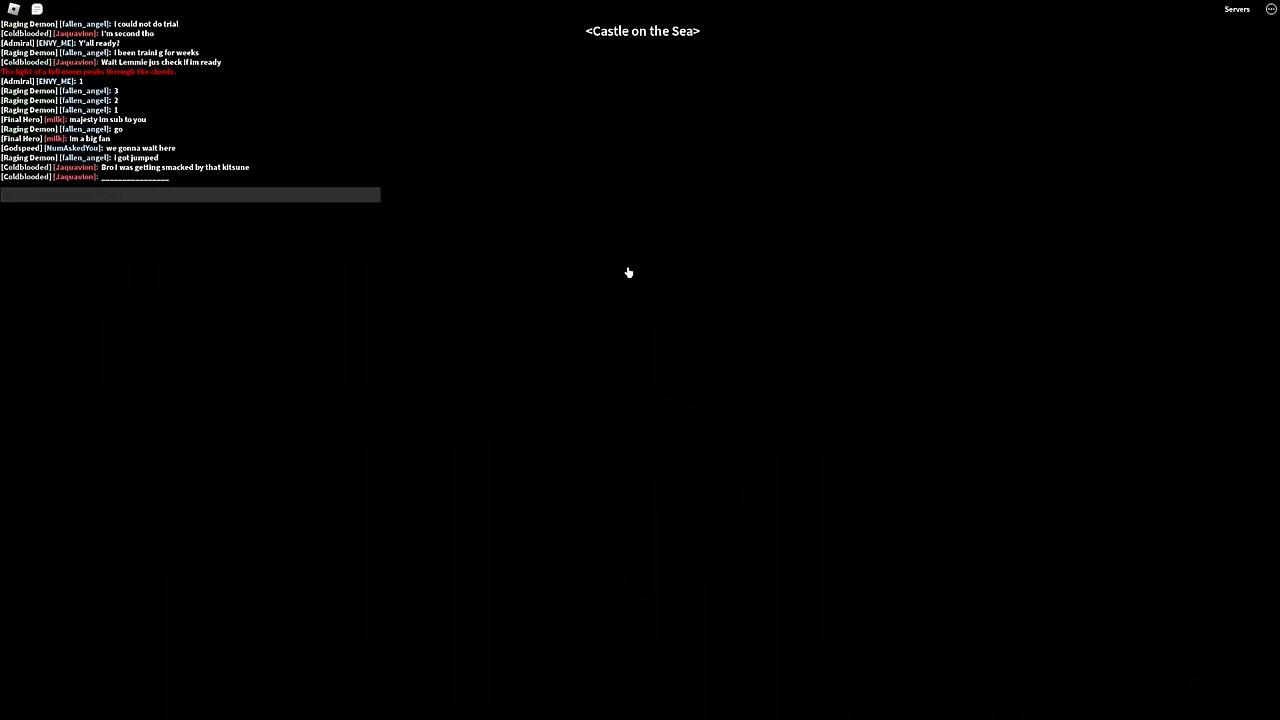 Servers
<Castle on the Sea>
[Raging Demon] [fallen_angel]: I could not do trial
[Coldblooded] [Jaquavion]: I'm second tho
[Admiral] [ENVY_ME]: Y'all ready?
[Raging Demon] [fallen_angel]: I been traini g for weeks
[Coldblooded] [Jaquavion]: Wait Lemmie jus check if im ready
The light of a full moon peaks through the clouds.
[Admiral] [ENVY_ME]: 1
[Raging Demon] [fallen_angel]: 3
[Raging Demon] [fallen_angel]: 2
[Raging Demon] [fallen_angel]: 1
[Final Hero] [milk]: majesty im sub to you
[Raging Demon] [fallen_angel]: go
[Final Hero] [milk]: Im a big fan
[Godspeed] [NumAskedYou]: we gonna wait here
[Raging Demon] [fallen_angel]: i got jumped
[Coldblooded] [Jaquavion]: Bro I was getting smacked by that kitsune
[Coldblooded] [Jaquavion]: ________________